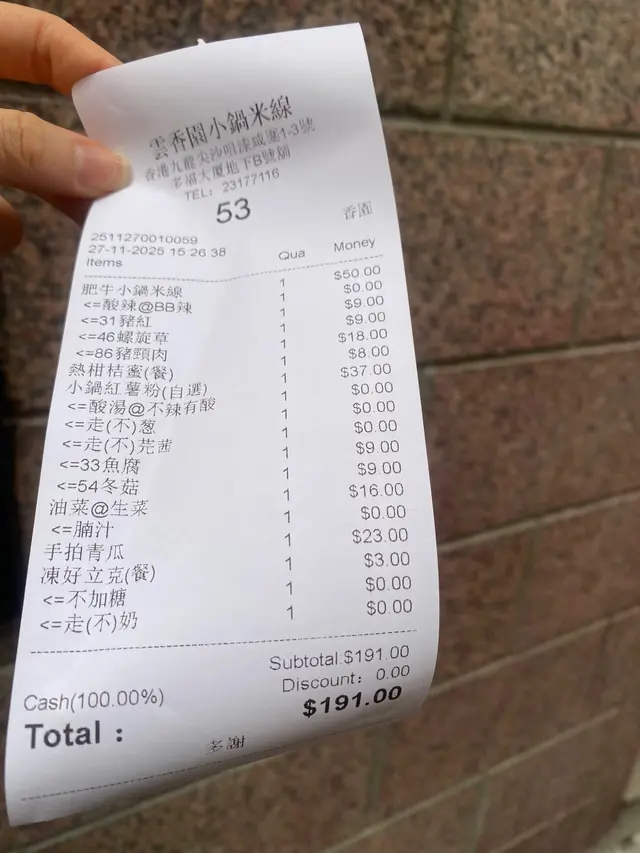 雲香園小鍋米線
香港九龍尖沙咀漆咸圍1-3號
多福大廈地下B號舖
TEL: 23177116
53 香園
2511270010059
27-11-2025 15:26:38
Items Qua Money
肥牛小鍋米線 1 $50.00
<=酸辣@BB辣 1 $0.00
<=31豬紅 1 $9.00
<=46螺旋草 1 $9.00
<=86豬頸肉 1 $18.00
熱柑桔蜜(餐) 1 $8.00
小鍋紅薯粉(自選) 1 $37.00
<=酸湯@不辣有酸 1 $0.00
<=走(不)葱 1 $0.00
<=走(不)芫茜 1 $0.00
<=33魚腐 1 $9.00
<=54冬菇 1 $9.00
油菜@生菜 1 $16.00
<=腩汁 1 $0.00
手拍青瓜 1 $23.00
凍好立克(餐) 1 $3.00
<=不加糖 1 $0.00
<=走(不)奶 1 $0.00
Subtotal:$191.00
Discount: 0.00
Cash(100.00%) $191.00
Total :
多謝